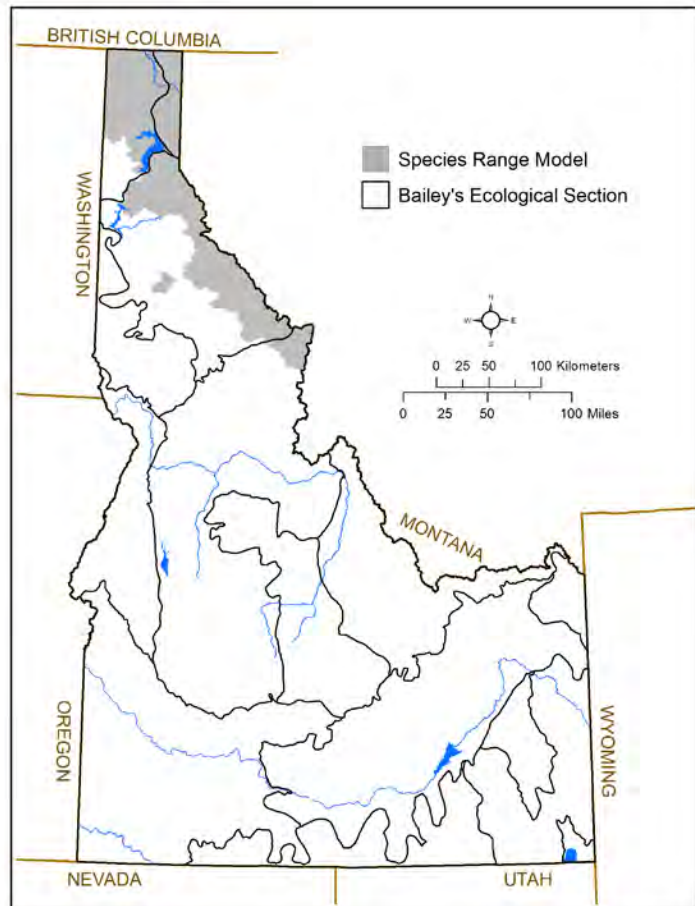 BRITISH COLUMBIA
WASHINGTON
Species Range Model
Bailey's Ecological Section
N
W E
S
0 25 50 100 Kilometers
0 25 50 100 Miles
MONTANA
OREGON
WYOMING
NEVADA
UTAH